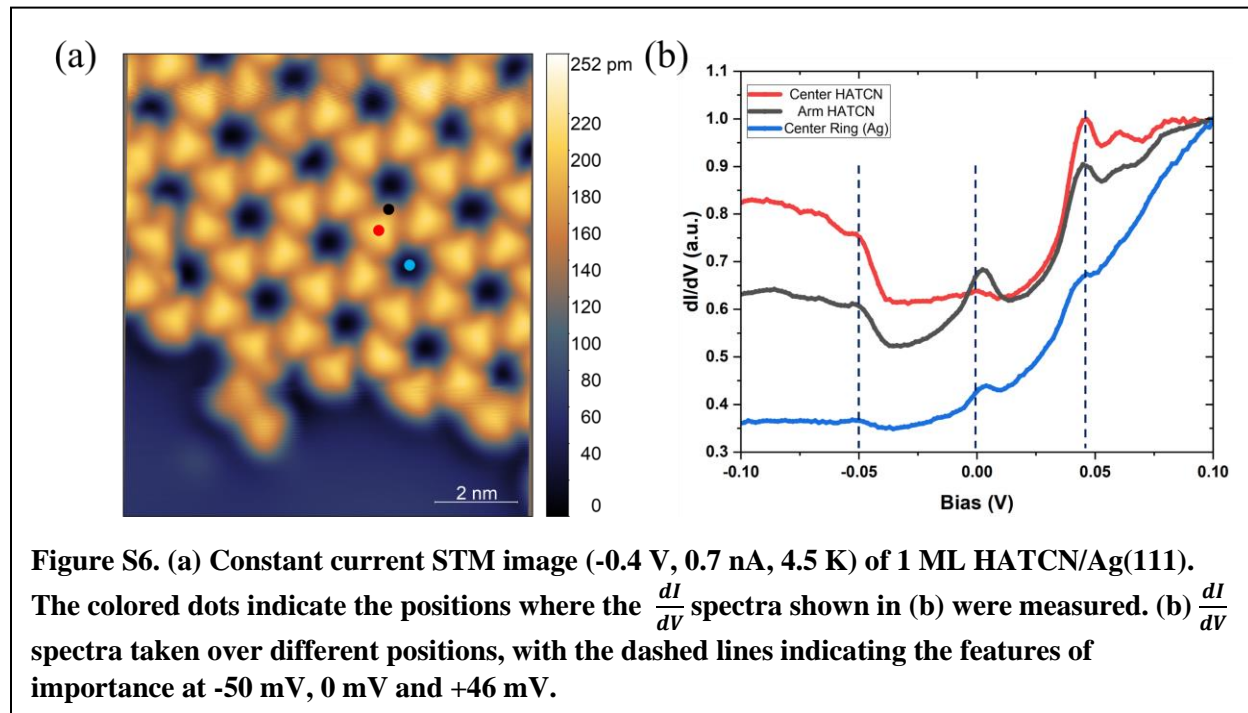 (a)
252 pm
220
200
180
160
140
120
100
80
60
40
20
0
2 nm
(b)
Center HATCN
Arm HATCN
Center Ring (Ag)
1.1
1.0
0.9
0.8
0.7
0.6
0.5
0.4
0.3
dI/dV (a.u.)
-0.10 -0.05 0.00 0.05 0.10
Bias (V)
Figure S6. (a) Constant current STM image (-0.4 V, 0.7 nA, 4.5 K) of 1 ML HATCN/Ag(111).
The colored dots indicate the positions where the dI/dV spectra shown in (b) were measured. (b) dI/dV
spectra taken over different positions, with the dashed lines indicating the features of
importance at -50 mV, 0 mV and +46 mV.